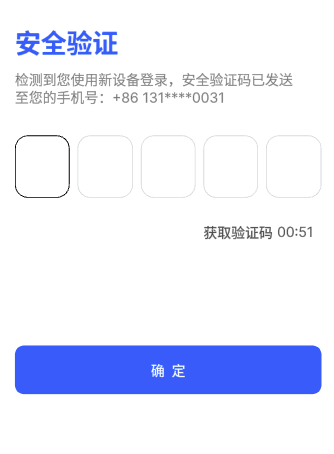 安全验证
检测到您使用新设备登录，安全验证码已发送
至您的手机号：+86 131****0031
获取验证码 00:51
确 定